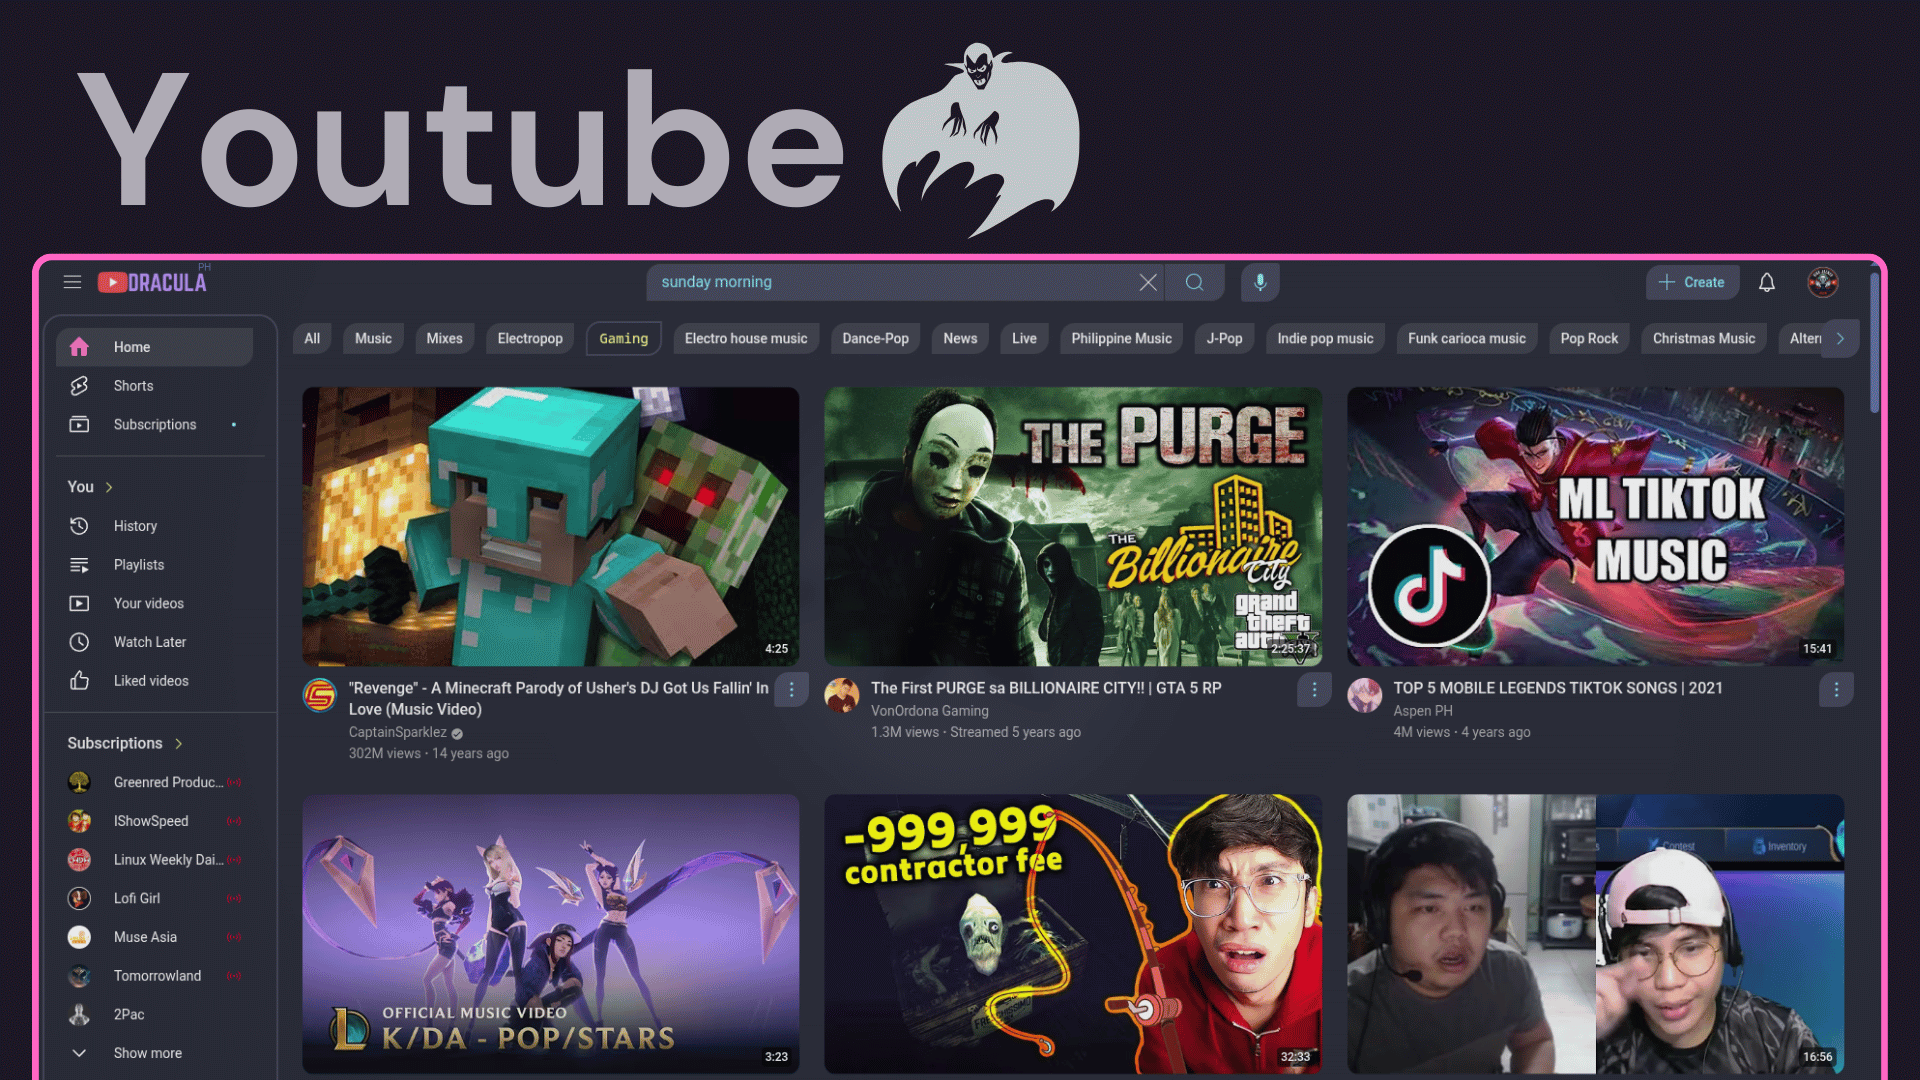 Youtube
PH
DRACULA
sunday morning
Create
Home
Shorts
Subscriptions
You
History
Playlists
Your videos
Watch Later
Liked videos
Subscriptions
Greenred Produc...
IShowSpeed
Linux Weekly Dai...
Lofi Girl
Muse Asia
Tomorrowland
2Pac
Show more
All
Music
Mixes
Electropop
Gaming
Electro house music
Dance-Pop
News
Live
Philippine Music
J-Pop
Indie pop music
Funk carioca music
Pop Rock
Christmas Music
Altern
4:25
"Revenge" - A Minecraft Parody of Usher's DJ Got Us Fallin' In
Love (Music Video)
CaptainSparklez
302M views · 14 years ago
THE PURGE
THE
Billionaire
City
grand
theft
auto
V
2:25:37
The First PURGE sa BILLIONAIRE CITY!! | GTA 5 RP
VonOrdona Gaming
1.3M views · Streamed 5 years ago
ML TIKTOK
MUSIC
15:41
TOP 5 MOBILE LEGENDS TIKTOK SONGS | 2021
Aspen PH
4M views · 4 years ago
OFFICIAL MUSIC VIDEO
K/DA - POP/STARS
3:23
-999,999
contractor fee
32:33
Contest
Inventory
16:56